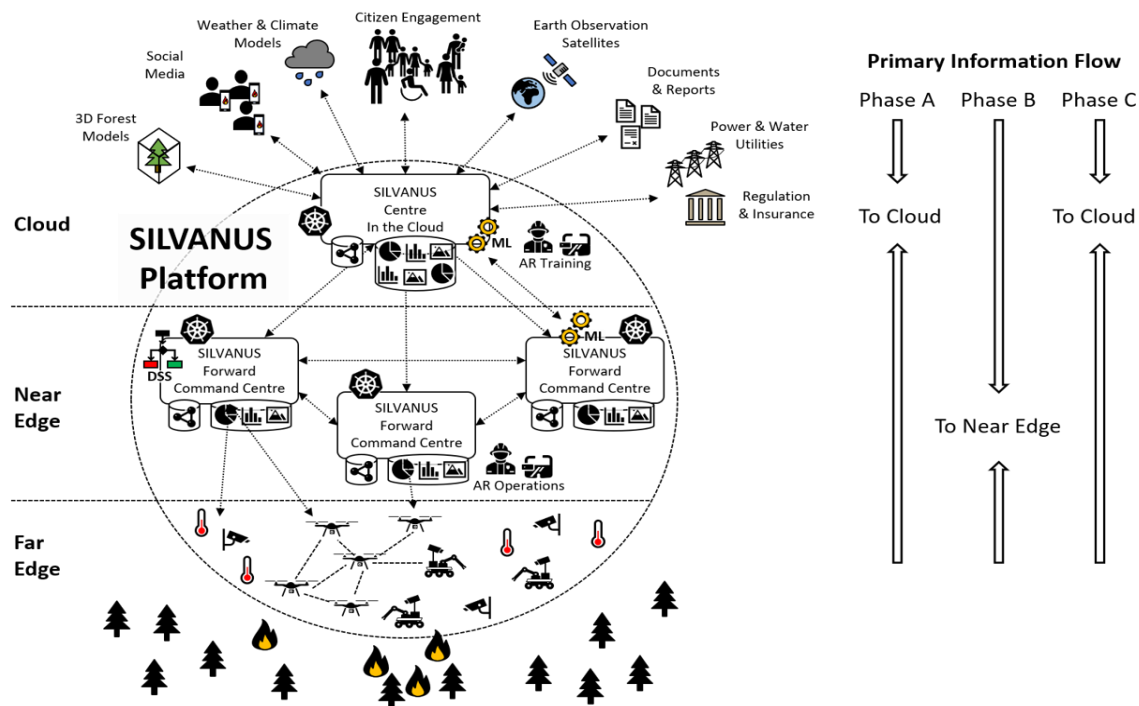 Citizen Engagement
Weather & Climate
Models
Earth Observation
Satellites
Social
Media
Documents
& Reports
3D Forest
Models
Power & Water
Utilities
Regulation
& Insurance
Cloud
SILVANUS
Platform
SILVANUS
Centre
In the Cloud
ML
AR Training
Near
Edge
DSS
SILVANUS
Forward
Command Centre
SILVANUS
Forward
Command Centre
ML
SILVANUS
Forward
Command Centre
AR Operations
Far
Edge
Primary Information Flow
Phase A
Phase B
Phase C
To Cloud
To Cloud
To Near Edge